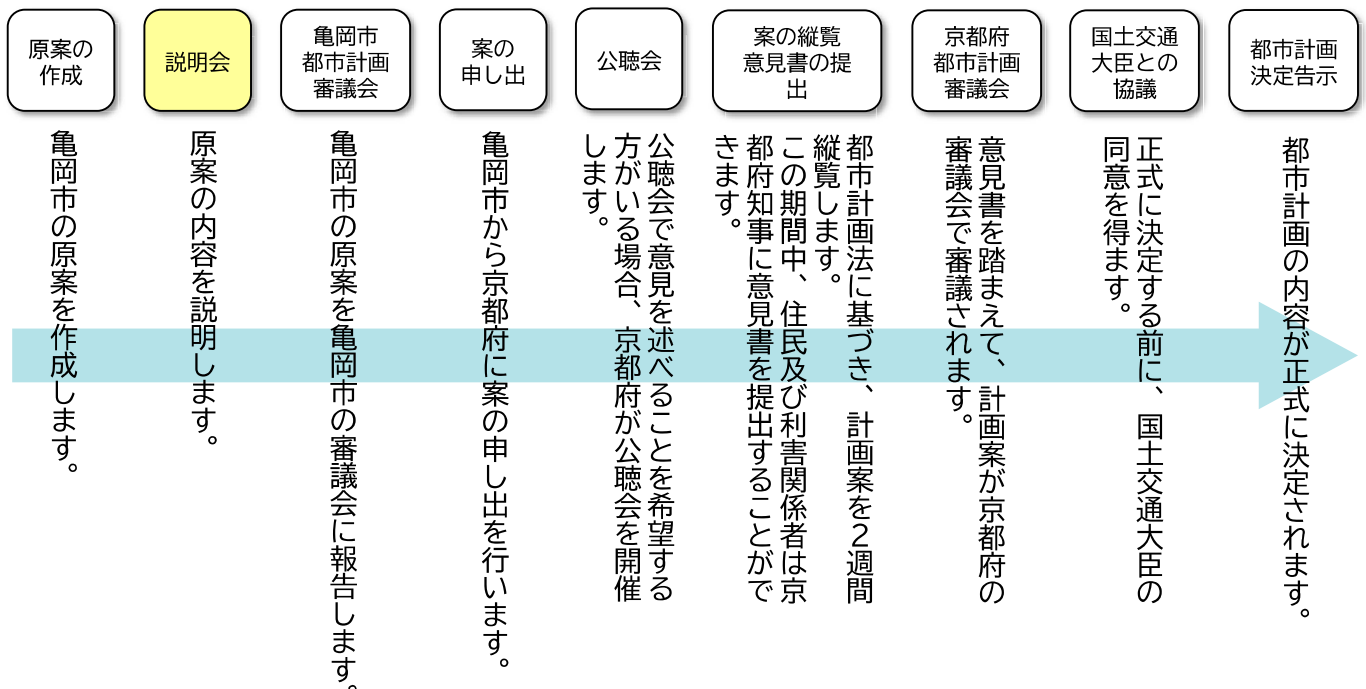 原案の
作成
説明会
亀岡市
都市計画
審議会
案の
申し出
公聴会
案の縦覧
意見書の提
出
京都府
都市計画
審議会
国土交通
大臣との
協議
都市計画
決定告示
亀岡市の原案を作成します。
原案の内容を説明します。
亀岡市の原案を亀岡市の審議会に報告します。
亀岡市から京都府に案の申し出を行います。
公聴会で意見を述べることを希望する
方がいる場合、京都府が公聴会を開催
します。
都市計画法に基づき、計画案を2週間
縦覧します。
この期間中、住民及び利害関係者は京
都府知事に意見書を提出することがで
きます。
意見書を踏まえて、計画案が京都府の
審議会で審議されます。
正式に決定する前に、国土交通大臣の
同意を得ます。
都市計画の内容が正式に決定されます。